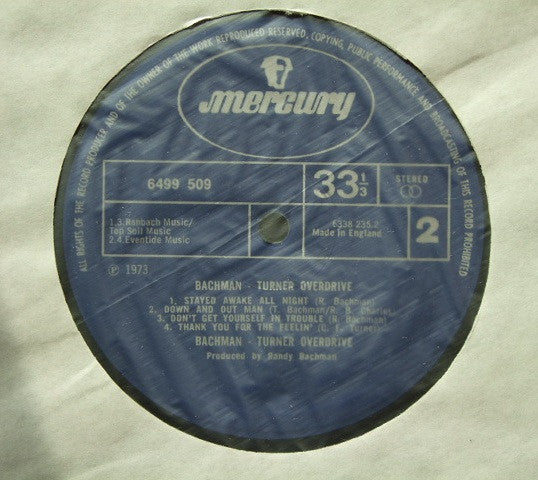 ALL RIGHTS OF THE RECORD PRODUCER AND OF THE OWNER OF THE WORK REPRODUCED RESERVED, COPYING, PUBLIC PERFORMANCE AND BROADCASTING OF THIS RECORD PROHIBITED
mercury
6499 509
33 1/3
STEREO
1.3. Ranbach Music/
Top Soil Music
2.4. Eventide Music
6338 235.2
Made in England
2
℗ 1973
BACHMAN - TURNER OVERDRIVE
1. STAYED AWAKE ALL NIGHT (R. Bachman)
2. DOWN AND OUT MAN (T. Bachman/R. B. Charles)
3. DON'T GET YOURSELF IN TROUBLE (R. Bachman)
4. THANK YOU FOR THE FEELIN' (C. F. Turner)
BACHMAN - TURNER OVERDRIVE
Produced by Randy Bachman